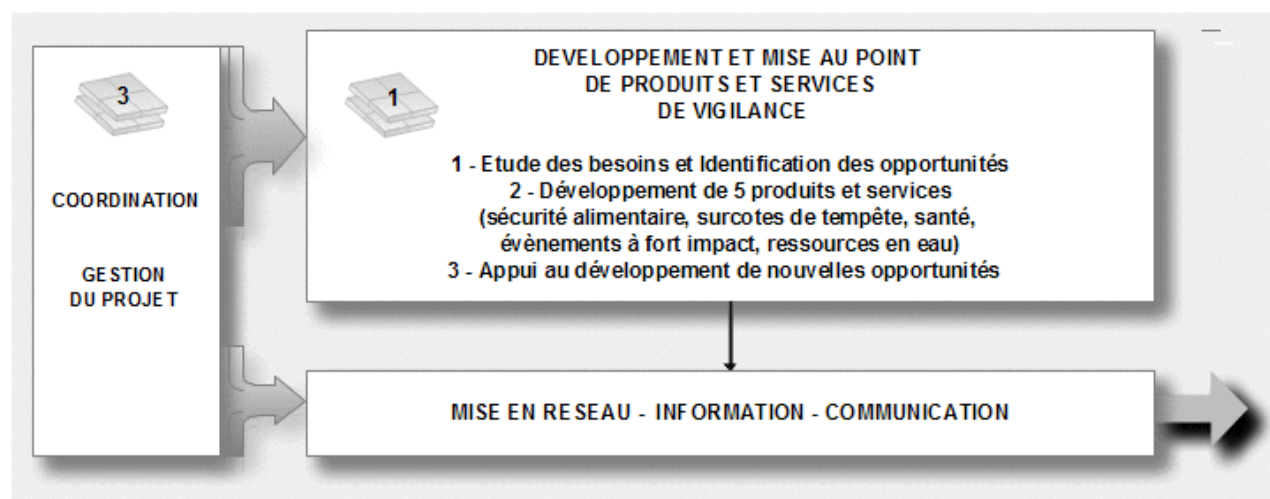 3
COORDINATION
GESTION
DU PROJET
1
DEVELOPPEMENT ET MISE AU POINT
DE PRODUITS ET SERVICES
DE VIGILANCE
1 - Etude des besoins et Identification des opportunités
2 - Développement de 5 produits et services
(sécurité alimentaire, surcotes de tempête, santé,
évènements à fort impact, ressources en eau)
3 - Appui au développement de nouvelles opportunités
MISE EN RESEAU - INFORMATION - COMMUNICATION